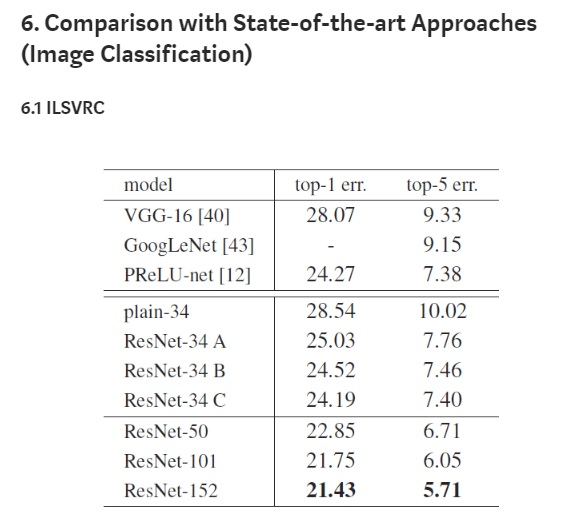 6. Comparison with State-of-the-art Approaches
(Image Classification)
6.1 ILSVRC
model top-1 err. top-5 err.
VGG-16 [40] 28.07 9.33
GoogLeNet [43] - 9.15
PReLU-net [12] 24.27 7.38
plain-34 28.54 10.02
ResNet-34 A 25.03 7.76
ResNet-34 B 24.52 7.46
ResNet-34 C 24.19 7.40
ResNet-50 22.85 6.71
ResNet-101 21.75 6.05
ResNet-152 21.43 5.71